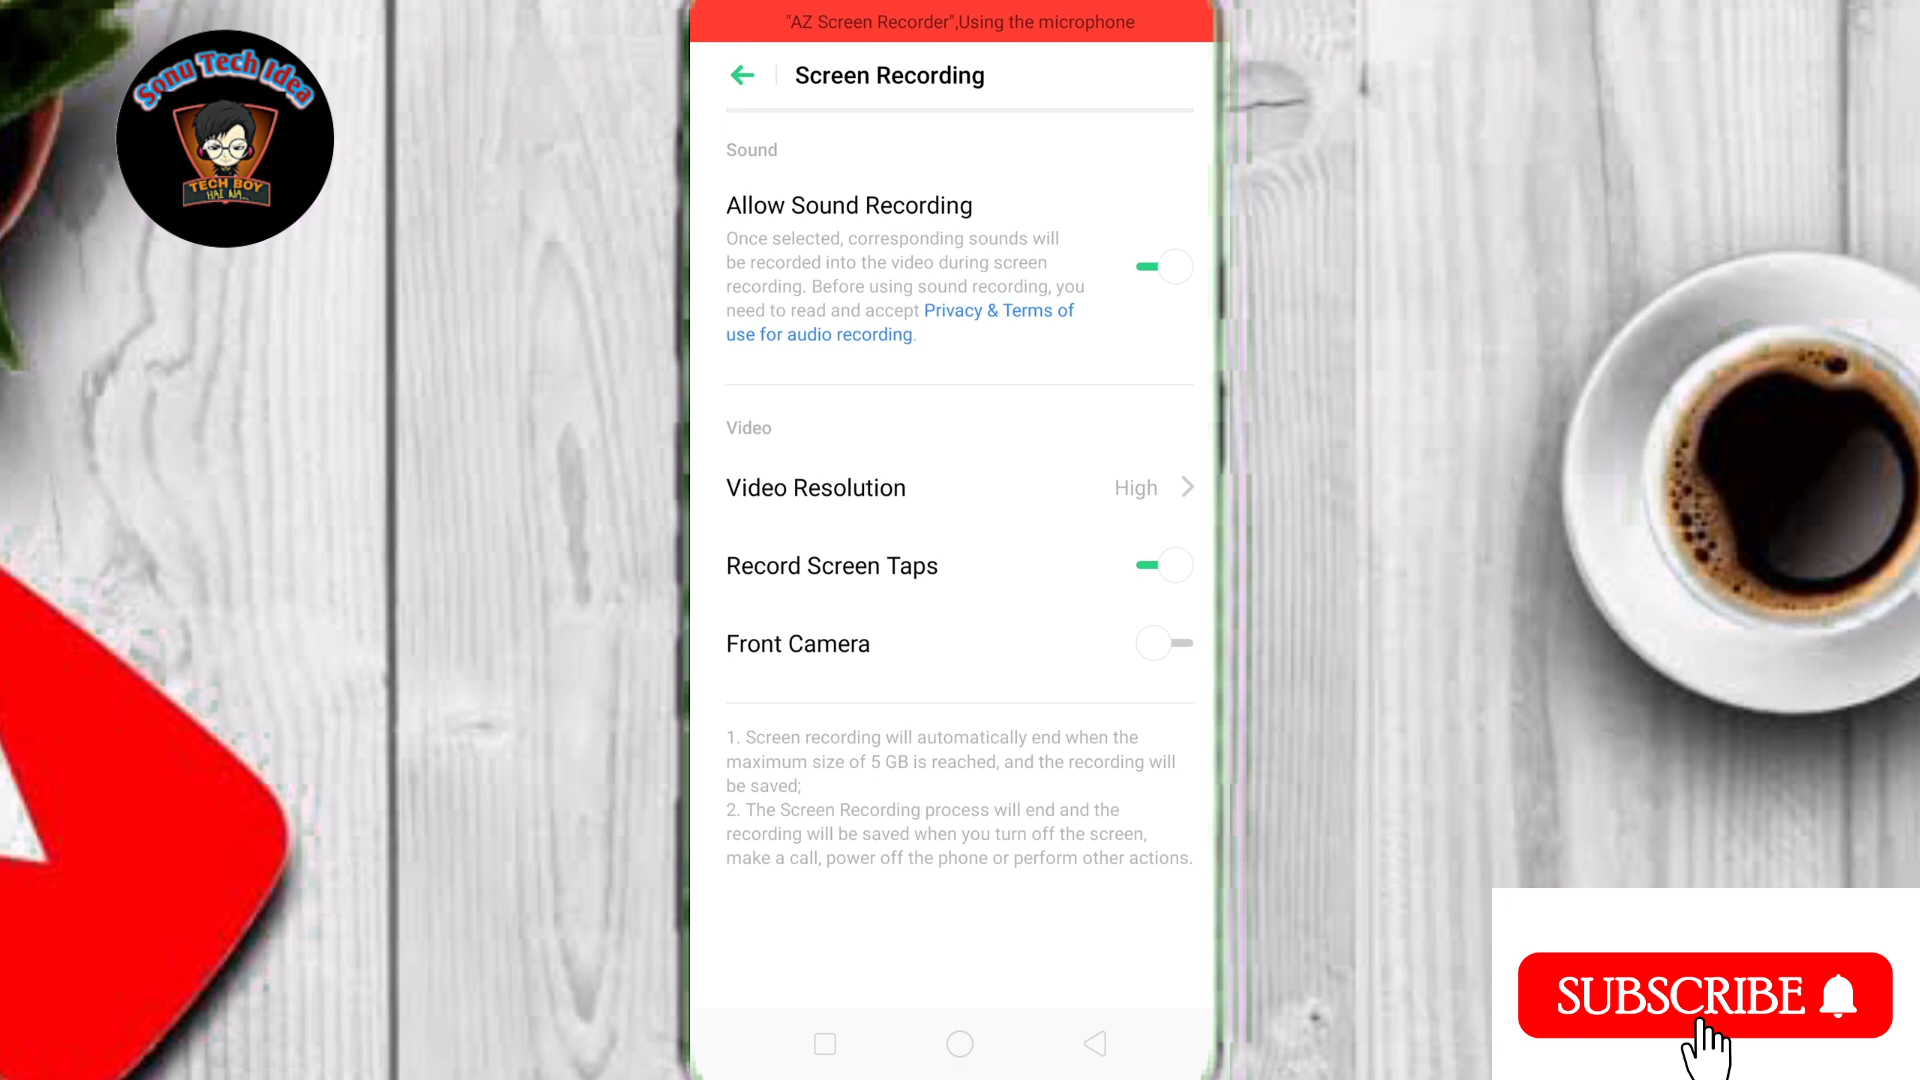 "AZ Screen Recorder",Using the microphone
Sonu Tech Idea
TECH BOY
HAI NA...
Screen Recording
Sound
Allow Sound Recording
Once selected, corresponding sounds will
be recorded into the video during screen
recording. Before using sound recording, you
need to read and accept Privacy & Terms of
use for audio recording.
Video
Video Resolution
High
Record Screen Taps
Front Camera
1. Screen recording will automatically end when the
maximum size of 5 GB is reached, and the recording will
be saved;
2. The Screen Recording process will end and the
recording will be saved when you turn off the screen,
make a call, power off the phone or perform other actions.
SUBSCRIBE